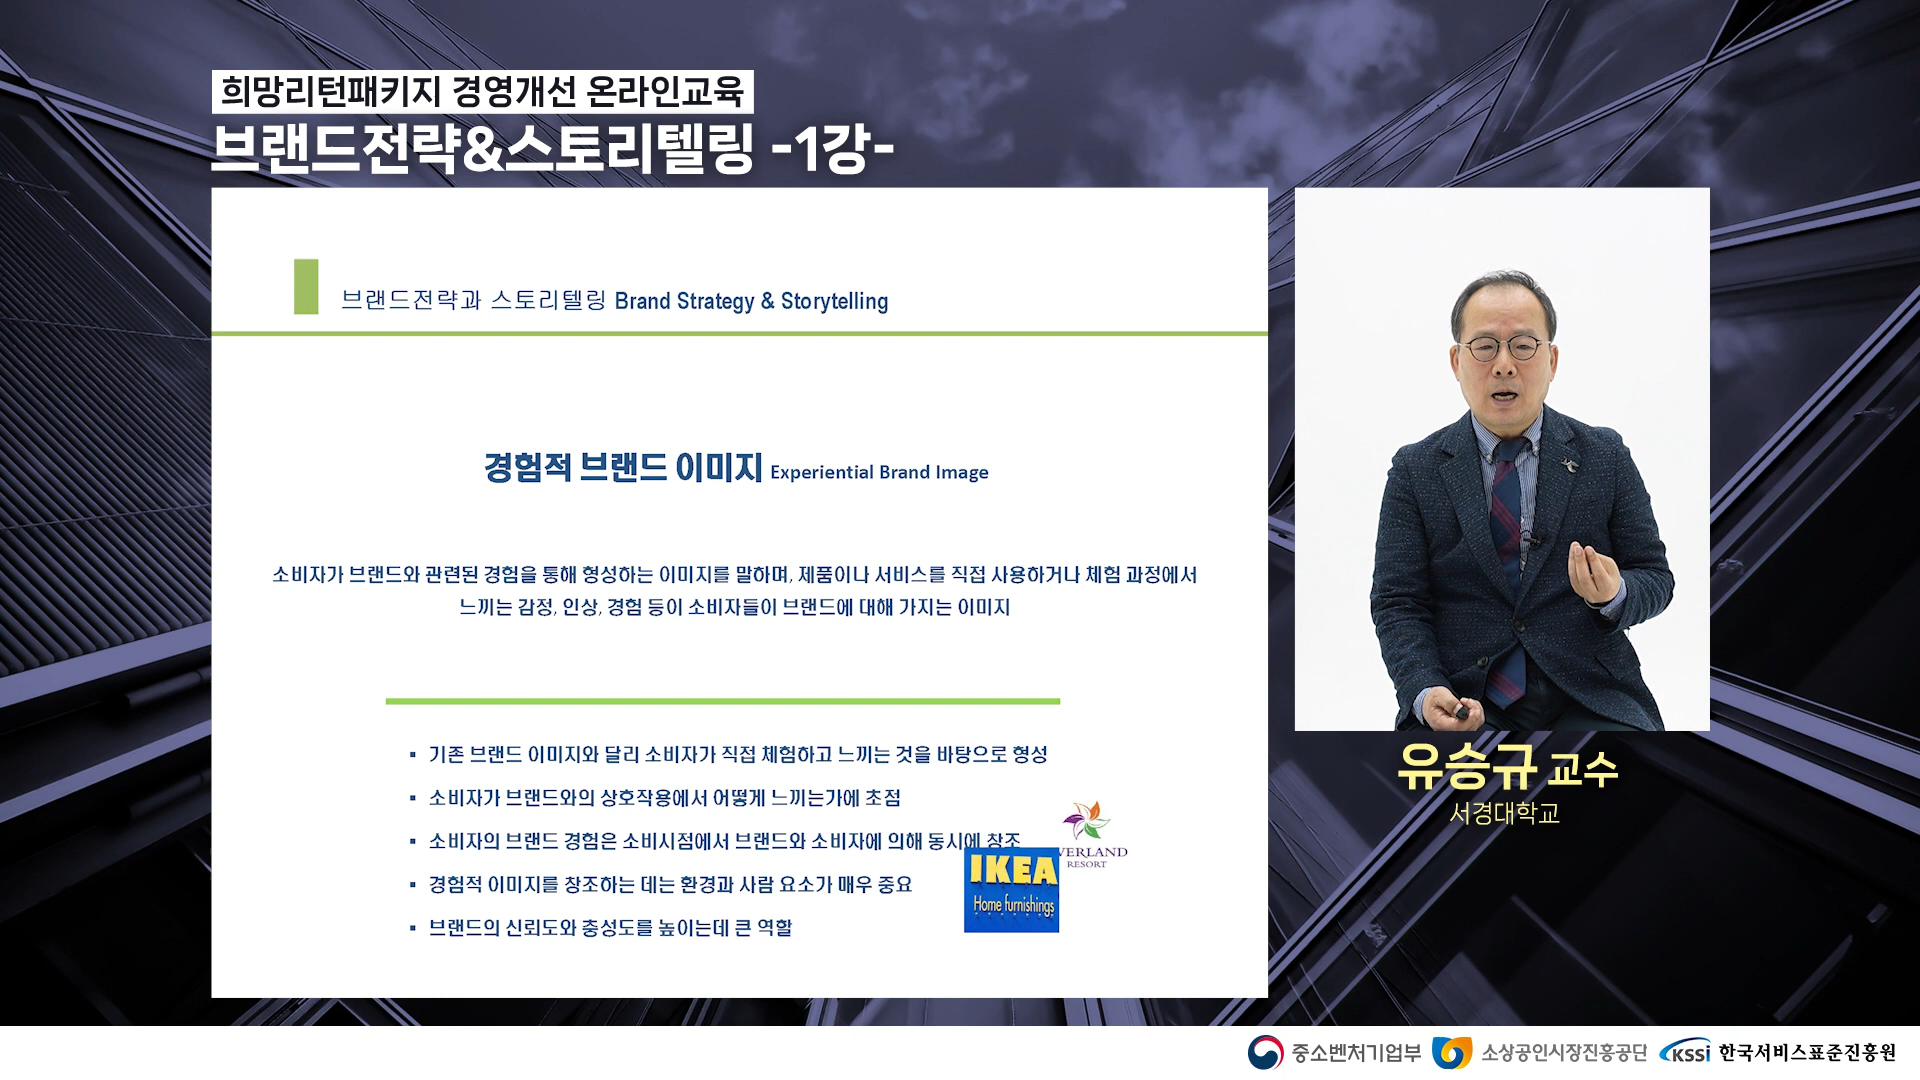 희망리턴패키지 경영개선 온라인교육
브랜드전략&스토리텔링 -1강-
브랜드전략과 스토리텔링 Brand Strategy & Storytelling
경험적 브랜드 이미지 Experiential Brand Image
소비자가 브랜드와 관련된 경험을 통해 형성하는 이미지를 말하며, 제품이나 서비스를 직접 사용하거나 체험 과정에서
느끼는 감정, 인상, 경험 등이 소비자들이 브랜드에 대해 가지는 이미지
▪ 기존 브랜드 이미지와 달리 소비자가 직접 체험하고 느끼는 것을 바탕으로 형성
▪ 소비자가 브랜드와의 상호작용에서 어떻게 느끼는가에 초점
▪ 소비자의 브랜드 경험은 소비시점에서 브랜드와 소비자에 의해 동시에 창조
▪ 경험적 이미지를 창조하는 데는 환경과 사람 요소가 매우 중요
▪ 브랜드의 신뢰도와 충성도를 높이는데 큰 역할
VERLAND
RESORT
IKEA
Home furnishings
유승규 교수
서경대학교
중소벤처기업부 소상공인시장진흥공단 KSSI 한국서비스표준진흥원